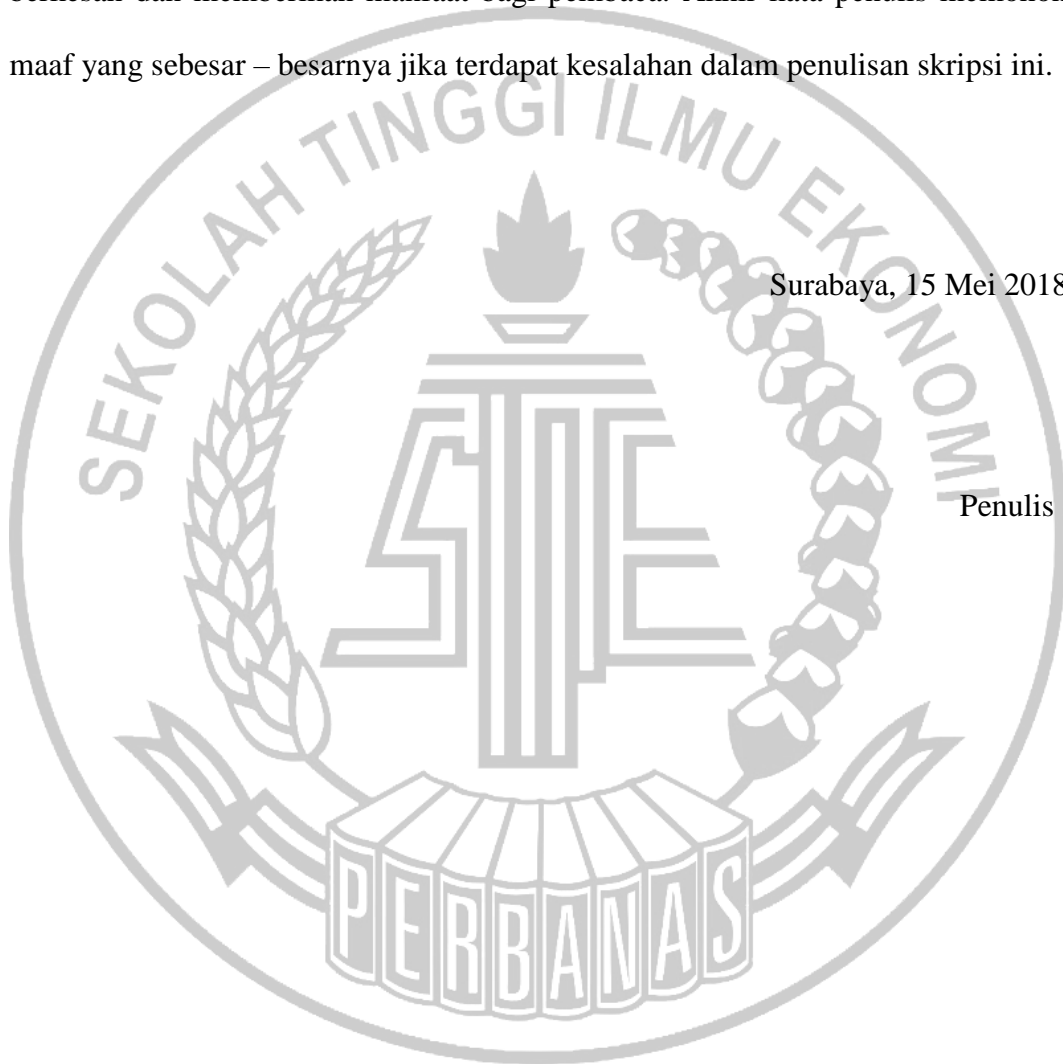 maaf yang sebesar – besarnya jika terdapat kesalahan dalam penulisan skripsi ini.
SEKOLAH TINGGI ILMU EKONOMI
Surabaya, 15 Mei 2018
Penulis
STIE
PERBANAS